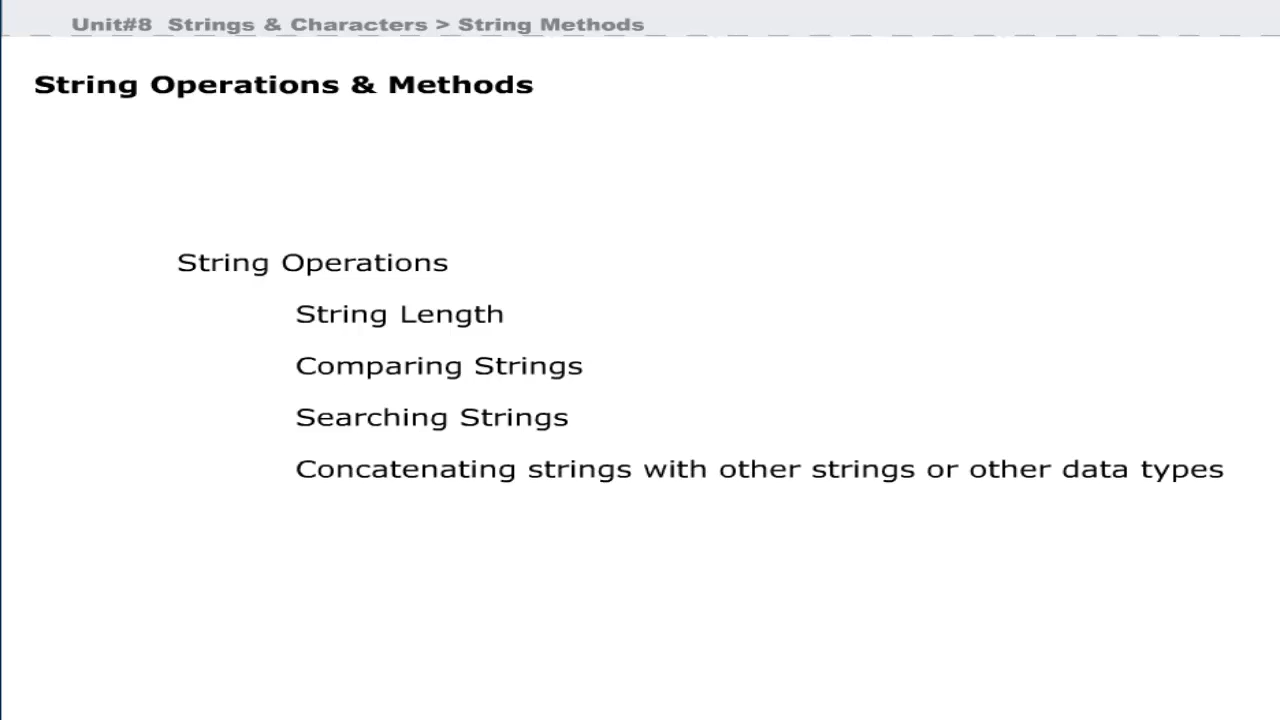 Unit#8 Strings & Characters > String Methods
String Operations & Methods
String Operations
String Length
Comparing Strings
Searching Strings
Concatenating strings with other strings or other data types